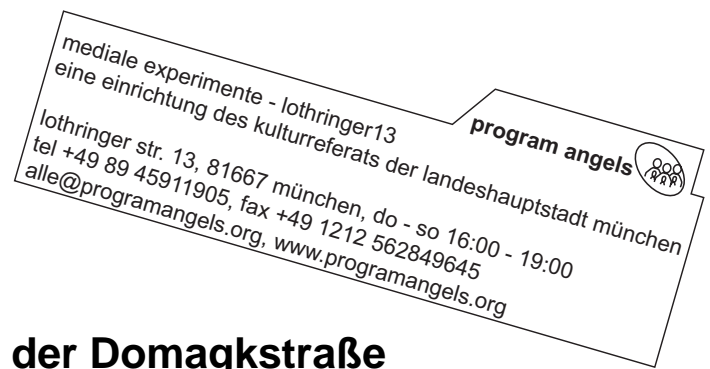 mediale experimente - lothringer13
eine einrichtung des kulturreferats der landeshauptstadt münchen
program angels
lothringer str. 13, 81667 münchen, do - so 16:00 - 19:00
tel +49 89 45911905, fax +49 1212 562849645
alle@programangels.org, www.programangels.org
der Domagkstraße